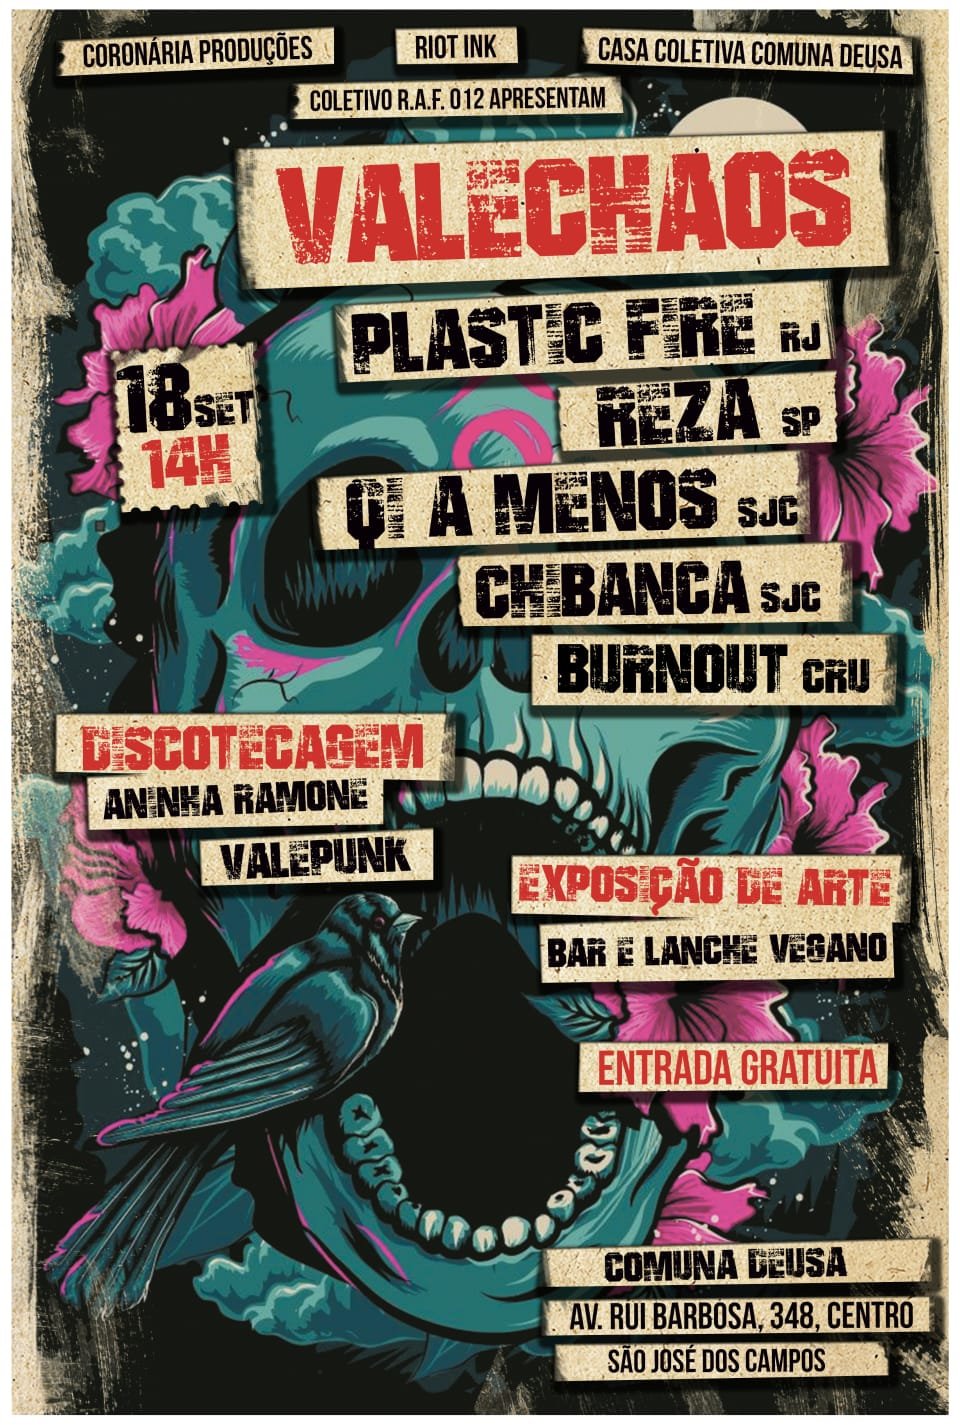 CORONÁRIA PRODUÇÕES
RIOT INK
CASA COLETIVA COMUNA DEUSA
COLETIVO R.A.F. 012 APRESENTAM
VALECHAOS
18 SET
14H
PLASTIC FIRE RJ
REZA SP
QI A MENOS SJC
CHIBANCA SJC
BURNOUT CRU
DISCOTECAGEM
ANINHA RAMONE
VALEPUNK
EXPOSIÇÃO DE ARTE
BAR E LANCHE VEGANO
ENTRADA GRATUITA
COMUNA DEUSA
AV. RUI BARBOSA, 348, CENTRO
SÃO JOSÉ DOS CAMPOS